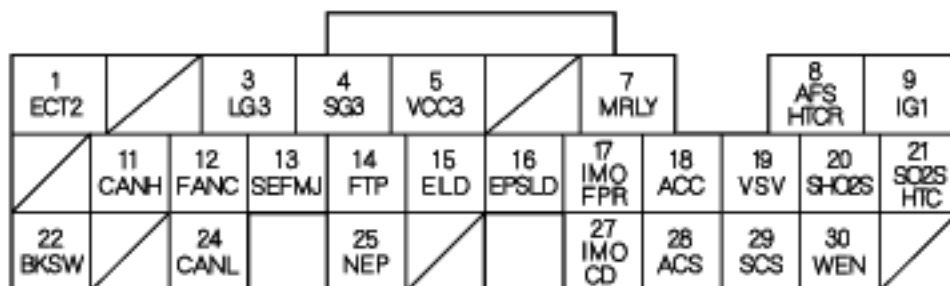 1 3 4 5 7 8 9
ECT2 LG3 SG3 VCC3 MRLY AFS HTCR IG1
11 12 13 14 15 16 17 18 19 20 21
CANH FANC SEFMJ FTP ELD EPSLD IMO FPR ACC VSV SHO2S SO2S HTC
22 24 25 27 28 29 30
BKSW CANL NEP IMO CD ACS SCS WEN